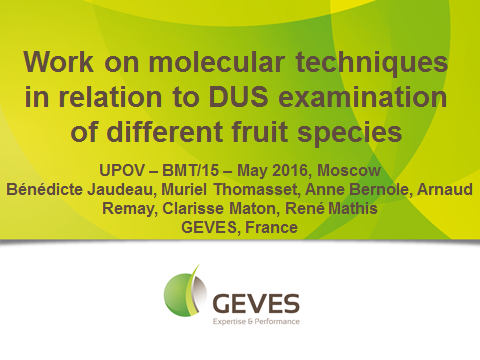 Work on molecular techniques
in relation to DUS examination
of different fruit species
UPOV – BMT/15 – May 2016, Moscow
Bénédicte Jaudeau, Muriel Thomasset, Anne Bernole, Arnaud
Remay, Clarisse Maton, René Mathis
GEVES, France
GEVES
Expertise & Performance